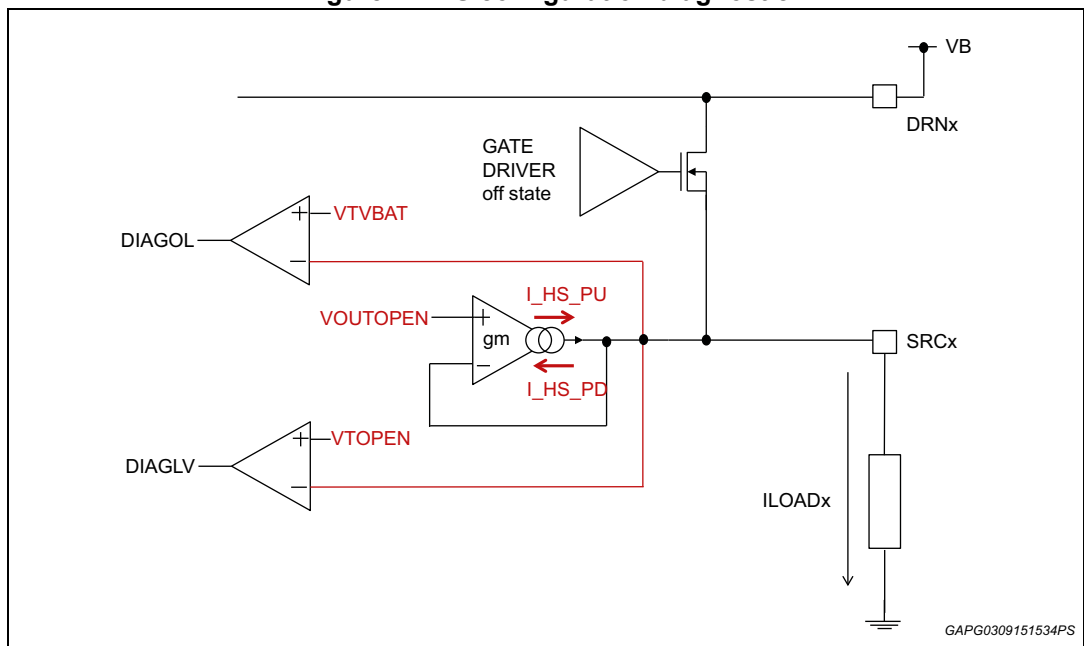 VB
DRNx
GATE
DRIVER
off state
+
VTVBAT
DIAGOL
−
I_HS_PU
VOUTOPEN
+
gm
SRCx
−
I_HS_PD
+
VTOPEN
DIAGLV
−
ILOADx
GAPG0309151534PS